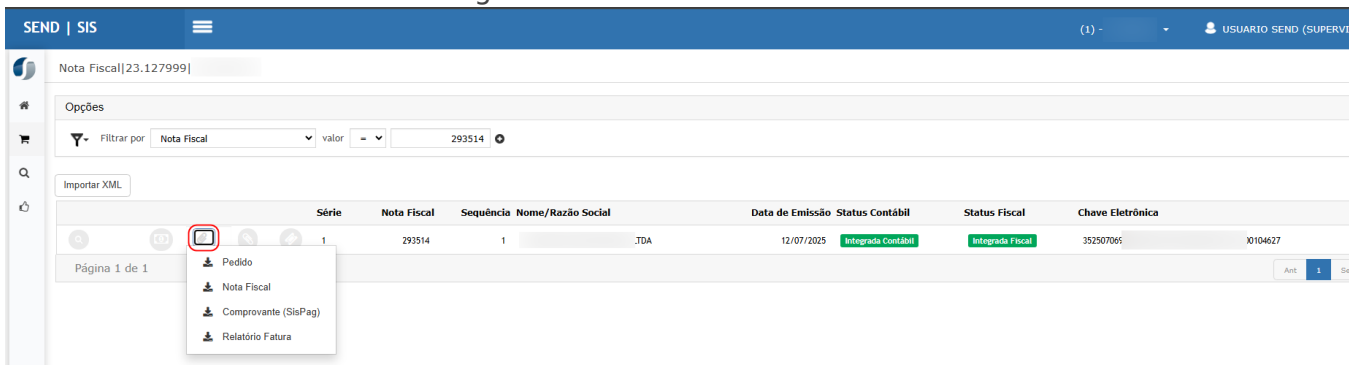 SEND | SIS
(1) -
USUARIO SEND (SUPERVI
Nota Fiscal|23.127999|
Opções
Filtrar por Nota Fiscal valor = 293514
Importar XML
Série Nota Fiscal Sequência Nome/Razão Social Data de Emissão Status Contábil Status Fiscal Chave Eletrônica
1 293514 1 .TDA 12/07/2025 Integrada Contábil Integrada Fiscal 352507069 00104627
Pedido
Página 1 de 1
Ant 1 Se
Nota Fiscal
Comprovante (SisPag)
Relatório Fatura